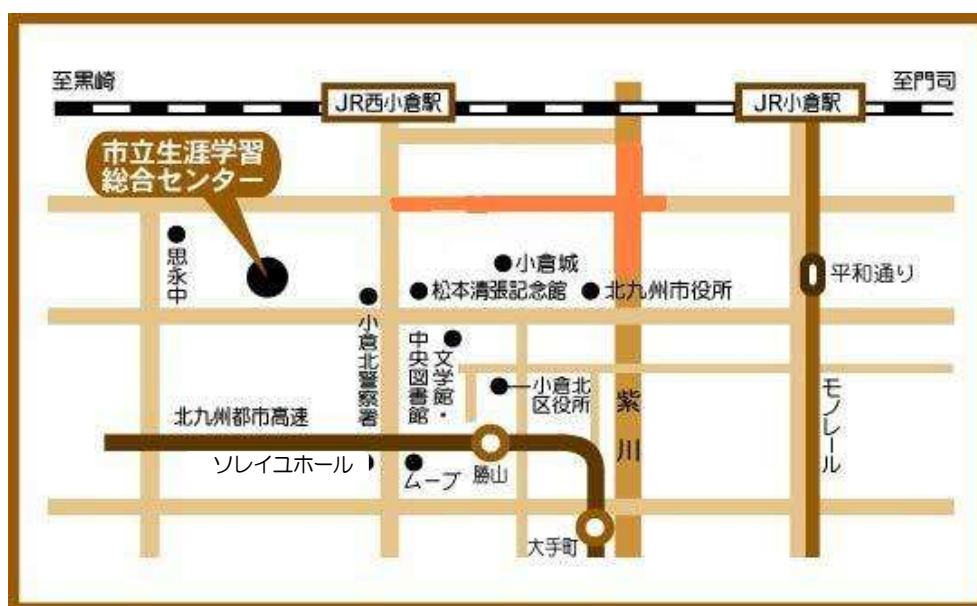 至黒崎
JR西小倉駅
JR小倉駅
至門司
市立生涯学習
総合センター
思永中
小倉城
松本清張記念館
北九州市役所
平和通り
小倉北警察署
中央図書館
文学館・
小倉北
区役所
紫川
モノレール
北九州都市高速
ソレイユホール
ムーブ
勝山
大手町